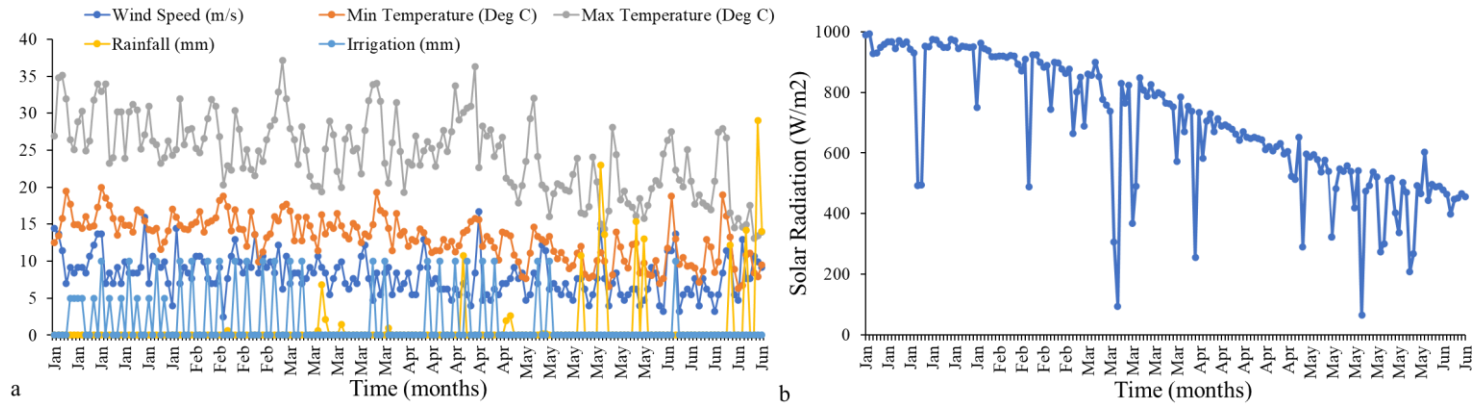 Wind Speed (m/s) Min Temperature (Deg C) Max Temperature (Deg C)
Rainfall (mm) Irrigation (mm)
40
35
30
25
20
15
10
5
0
Jan Jan Jan Jan Jan Jan Feb Feb Feb Feb Mar Mar Mar Mar Mar Apr Apr Apr Apr Apr May May May May May May Jun Jun Jun Jun Jun
Time (months)
a
Solar Radiation (W/m2)
1000
800
600
400
200
0
Jan Jan Jan Jan Jan Jan Feb Feb Feb Feb Mar Mar Mar Mar Mar Apr Apr Apr Apr Apr May May May May May May Jun Jun
Time (months)
b